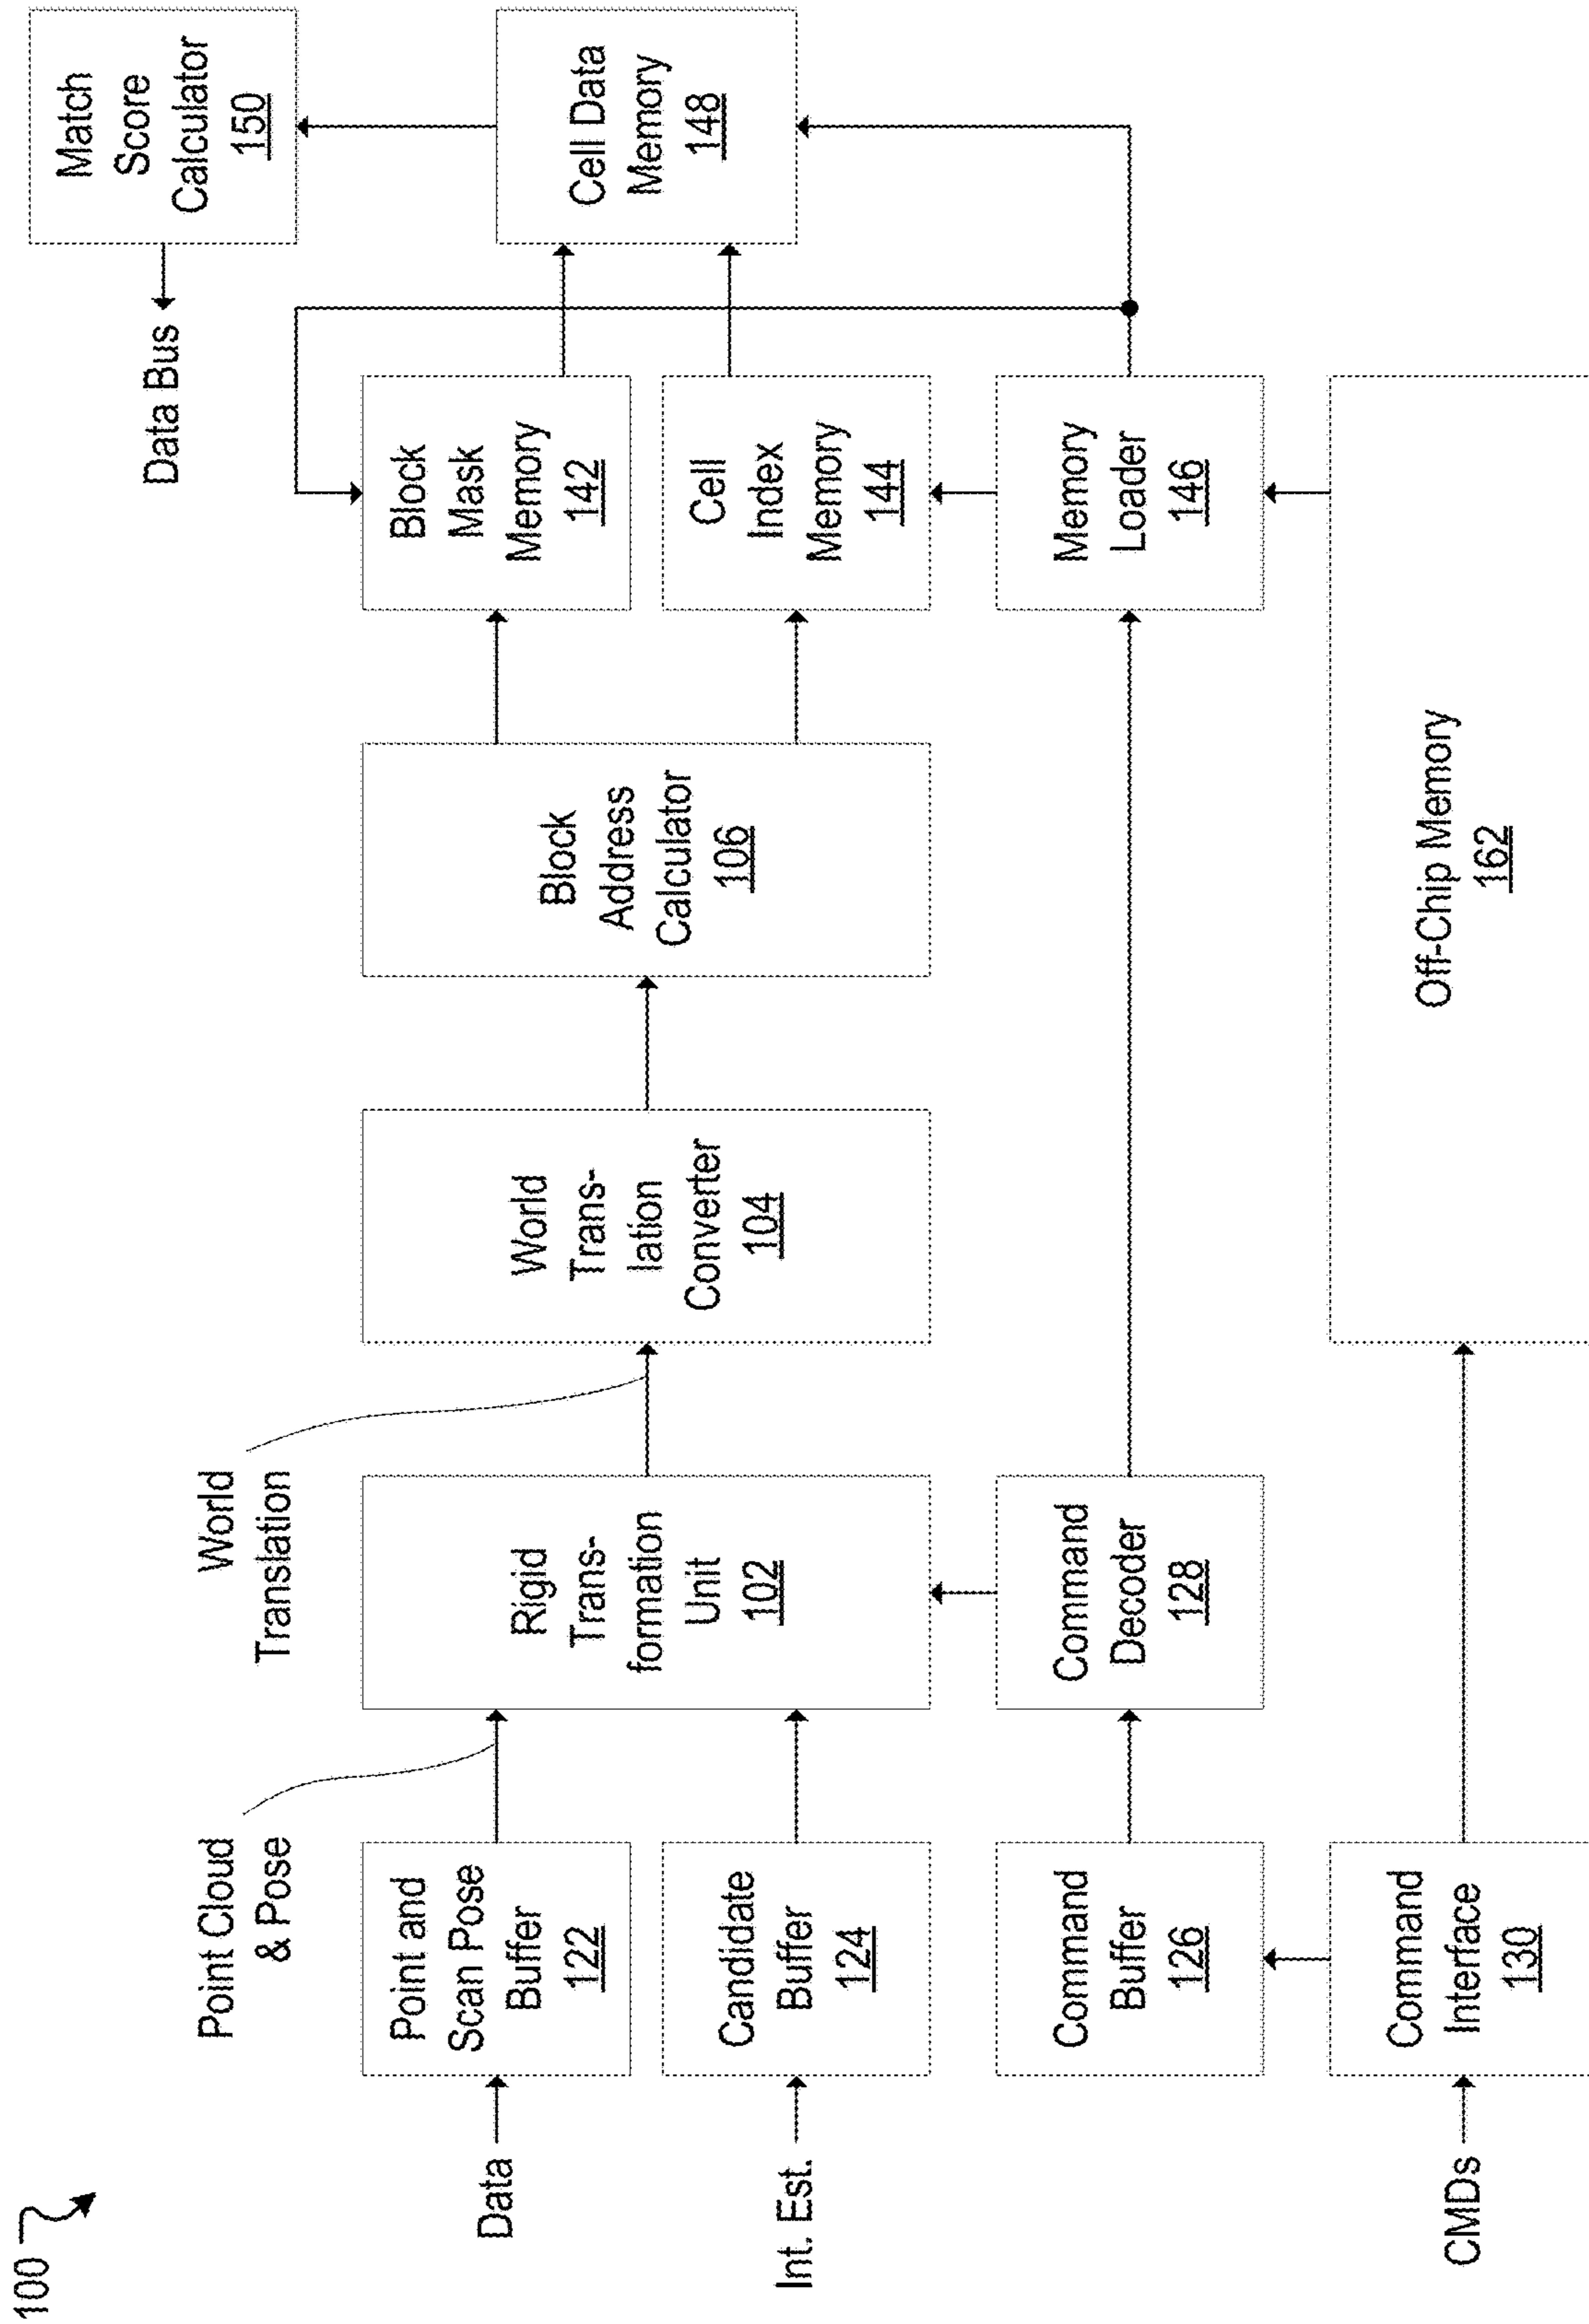 100
Data
Int. Est.
CMDs
Point Cloud
& Pose
Point and
Scan Pose
Buffer
122
Candidate
Buffer
124
Command
Buffer
126
Command
Interface
130
World
Translation
Rigid
Trans-
formation
Unit
102
Command
Decoder
128
World
Trans-
lation
Converter
104
Block
Address
Calculator
106
Off-Chip Memory
162
Block
Mask
Memory
142
Cell
Index
Memory
144
Memory
Loader
146
Data Bus
Match
Score
Calculator
150
Cell Data
Memory
148